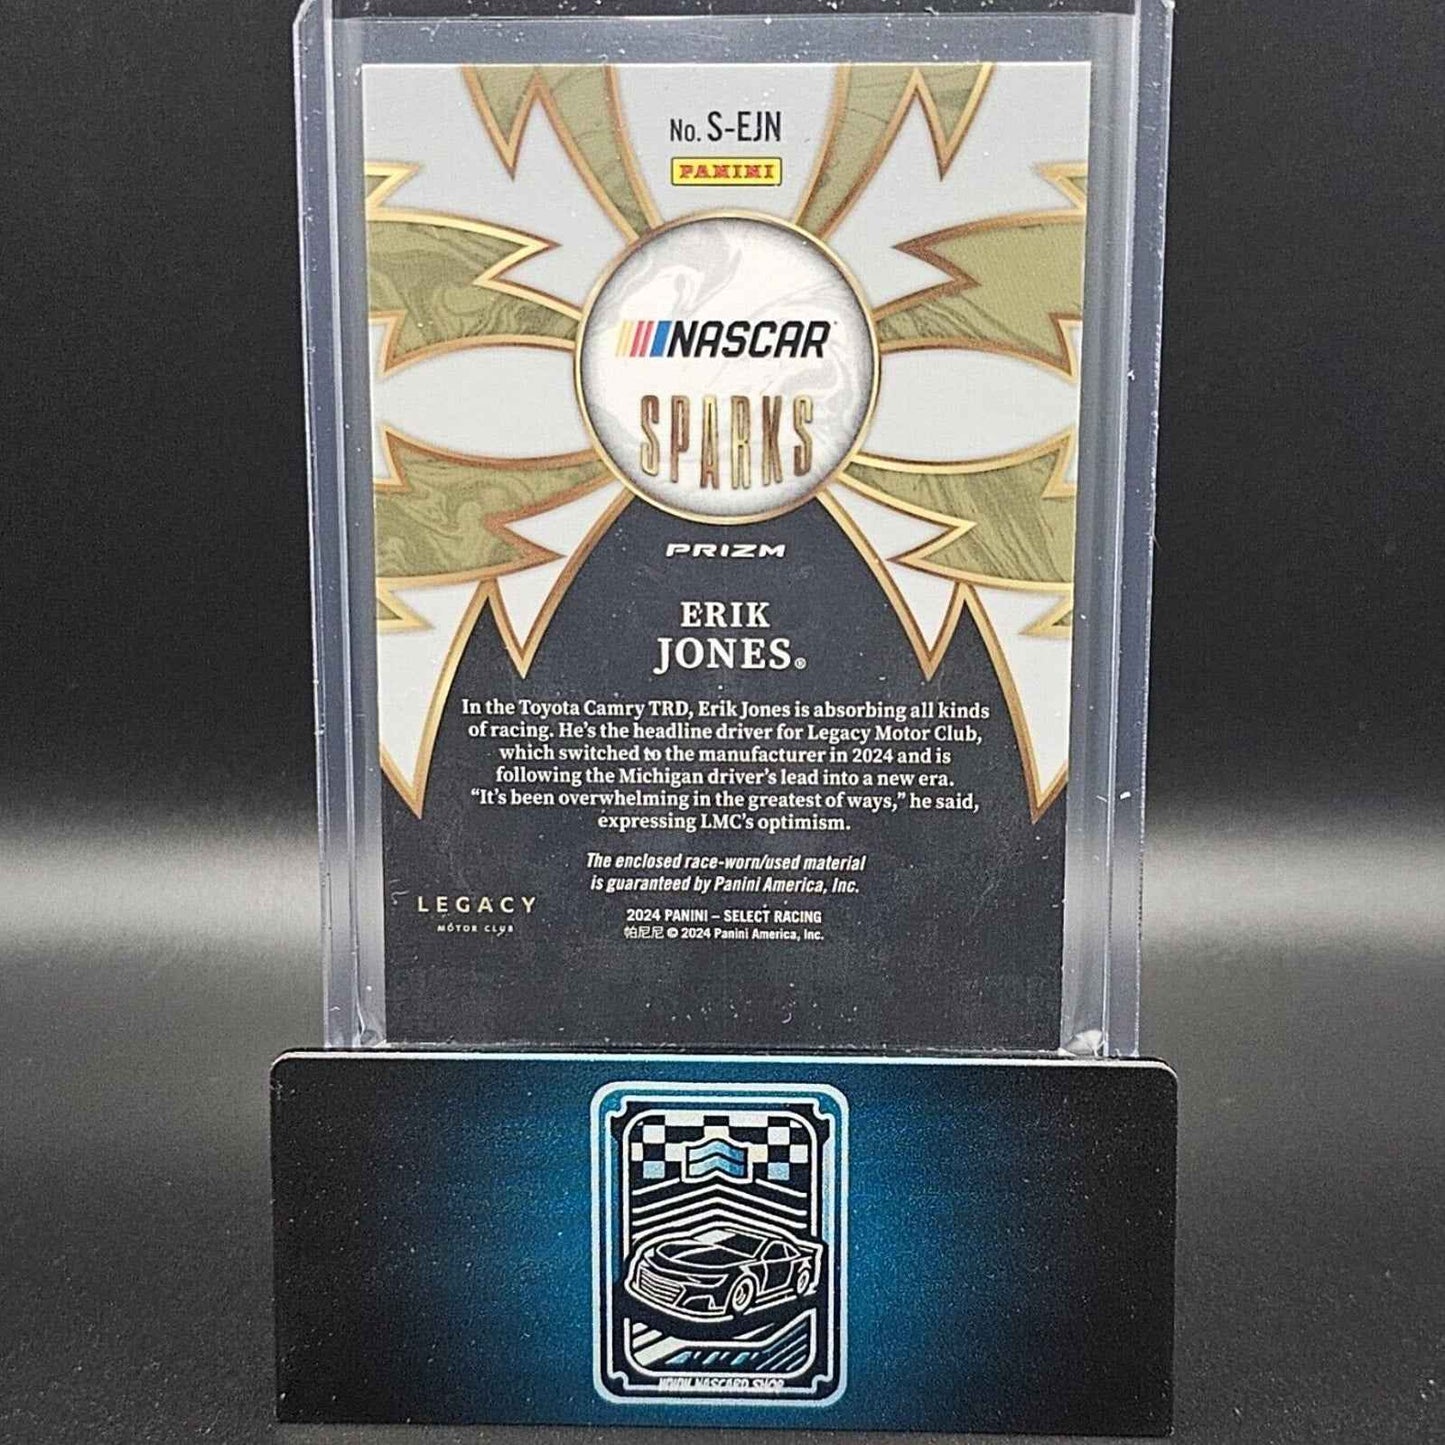 No. S-EJN
PANINI
NASCAR
SPARKS
PRIZM
ERIK
JONES®
In the Toyota Camry TRD, Erik Jones is absorbing all kinds
of racing. He's the headline driver for Legacy Motor Club,
which switched to the manufacturer in 2024 and is
following the Michigan driver's lead into a new era.
"It's been overwhelming in the greatest of ways," he said,
expressing LMC's optimism.
The enclosed race-worn/used material
is guaranteed by Panini America, Inc.
LEGACY
MOTOR CLUB
2024 PANINI – SELECT RACING
帕尼尼 © 2024 Panini America, Inc.
NASCARD SHOP